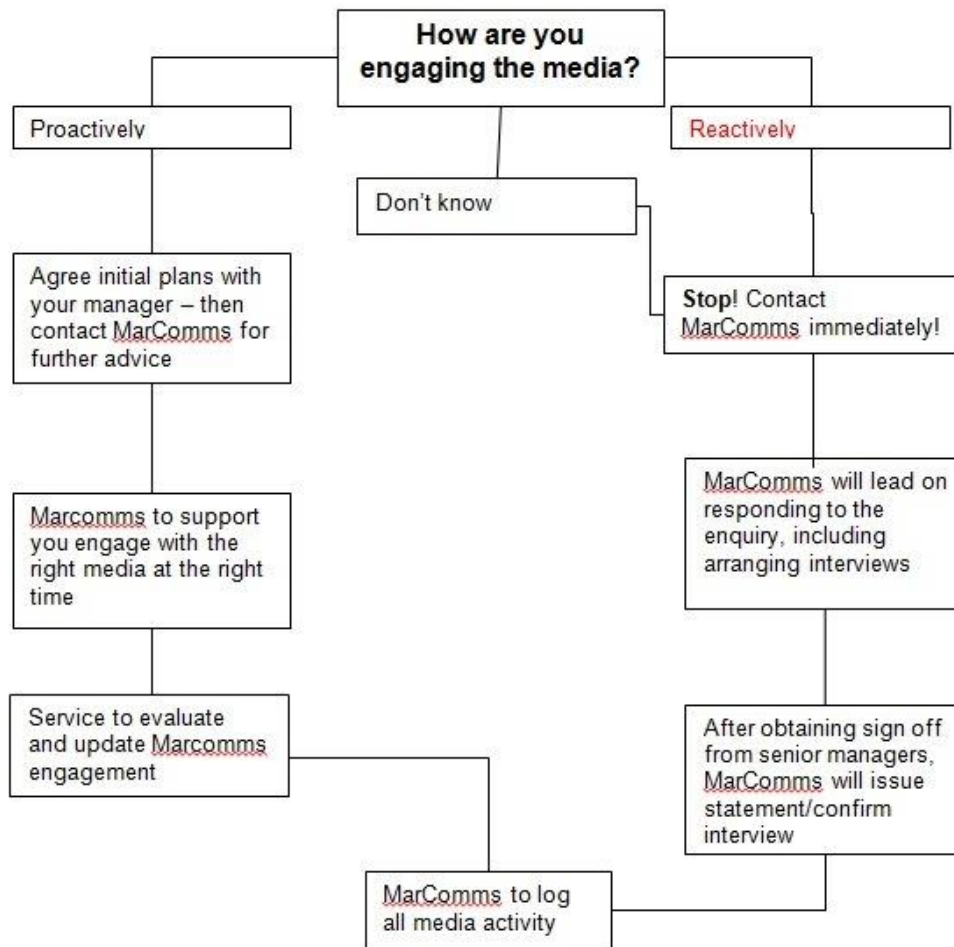 How are you
engaging the media?
Proactively
Reactively
Don't know
Agree initial plans with
your manager – then
contact MarComms for
further advice
Stop! Contact
MarComms immediately!
Marcomms to support
you engage with the
right media at the right
time
MarComms will lead on
responding to the
enquiry, including
arranging interviews
Service to evaluate
and update Marcomms
engagement
After obtaining sign off
from senior managers,
MarComms will issue
statement/confirm
interview
MarComms to log
all media activity